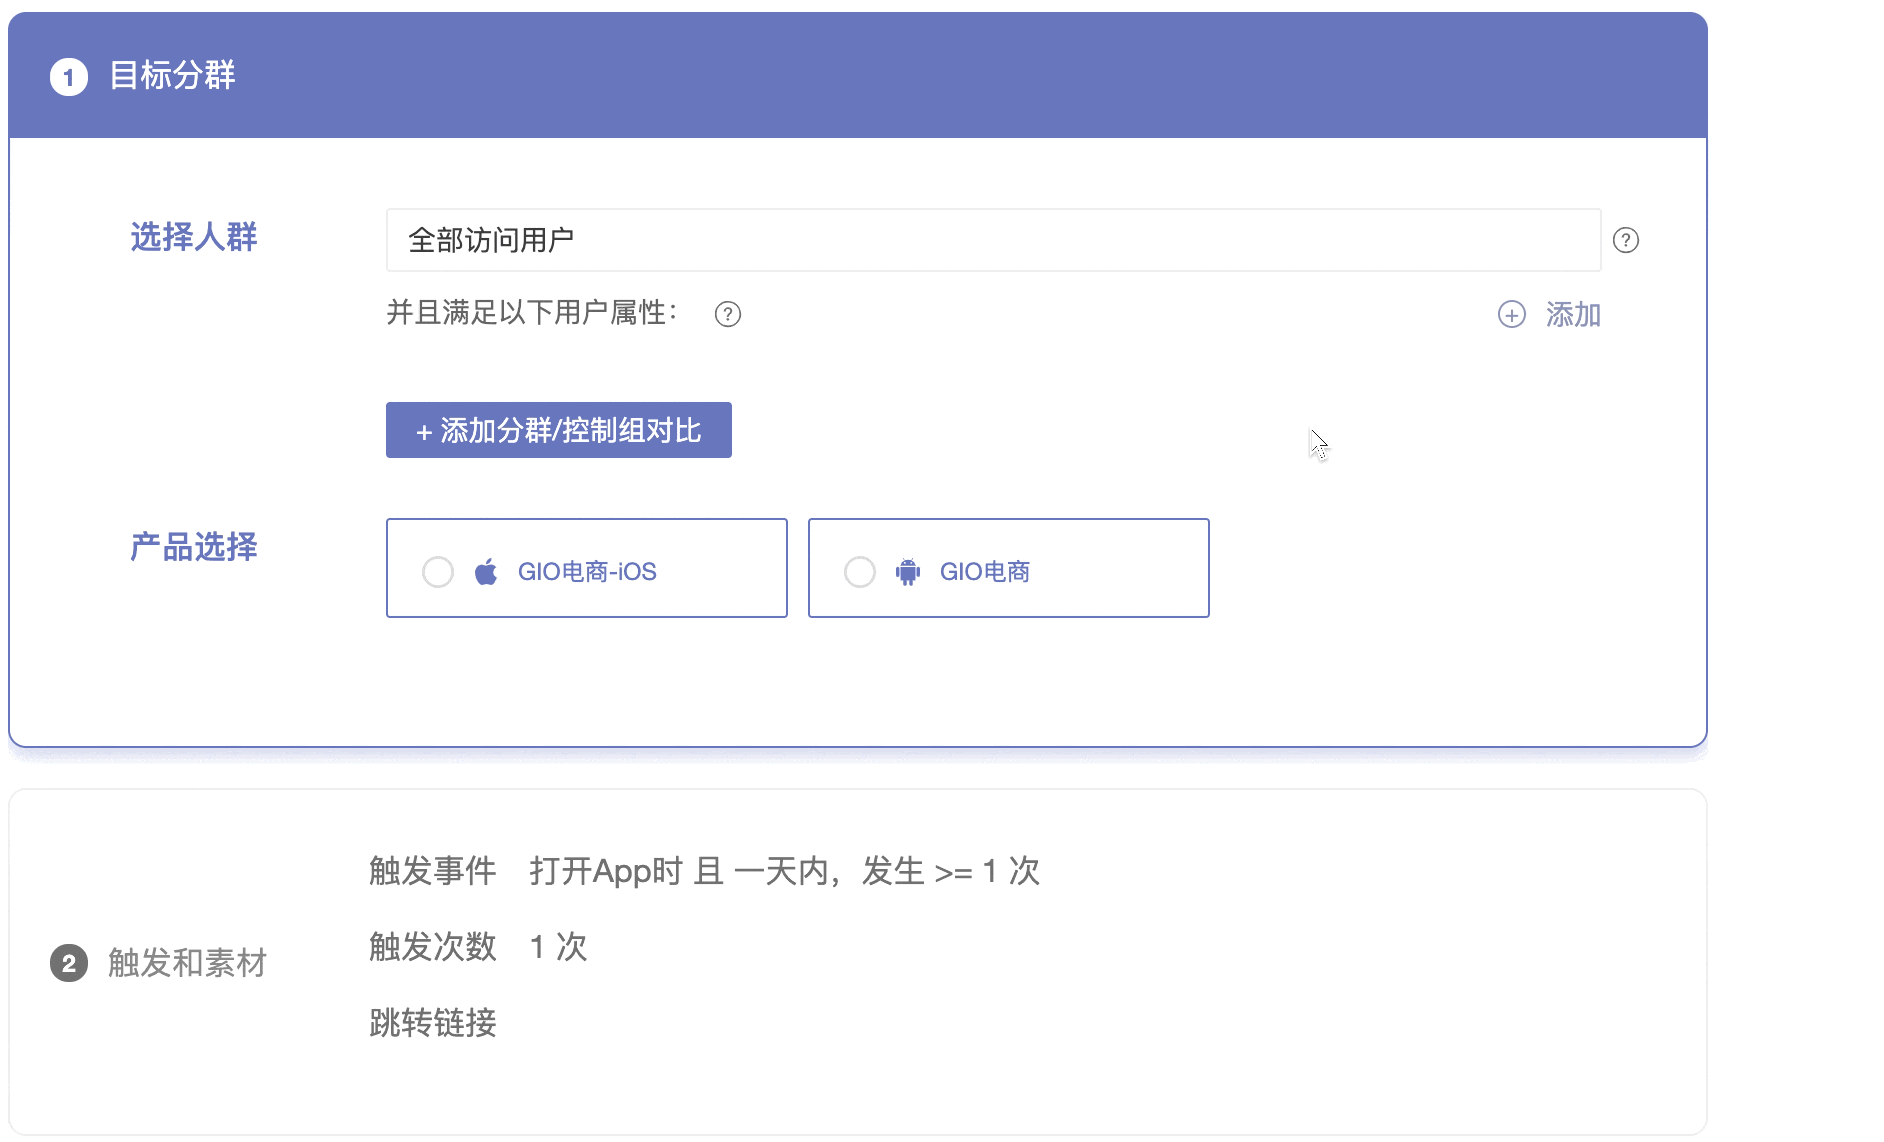 1 目标分群
选择人群 全部访问用户 ?
并且满足以下用户属性： ? + 添加
+ 添加分群/控制组对比
产品选择 GIO电商-iOS GIO电商
触发事件 打开App时 且 一天内，发生 >= 1 次
2 触发和素材 触发次数 1 次
跳转链接